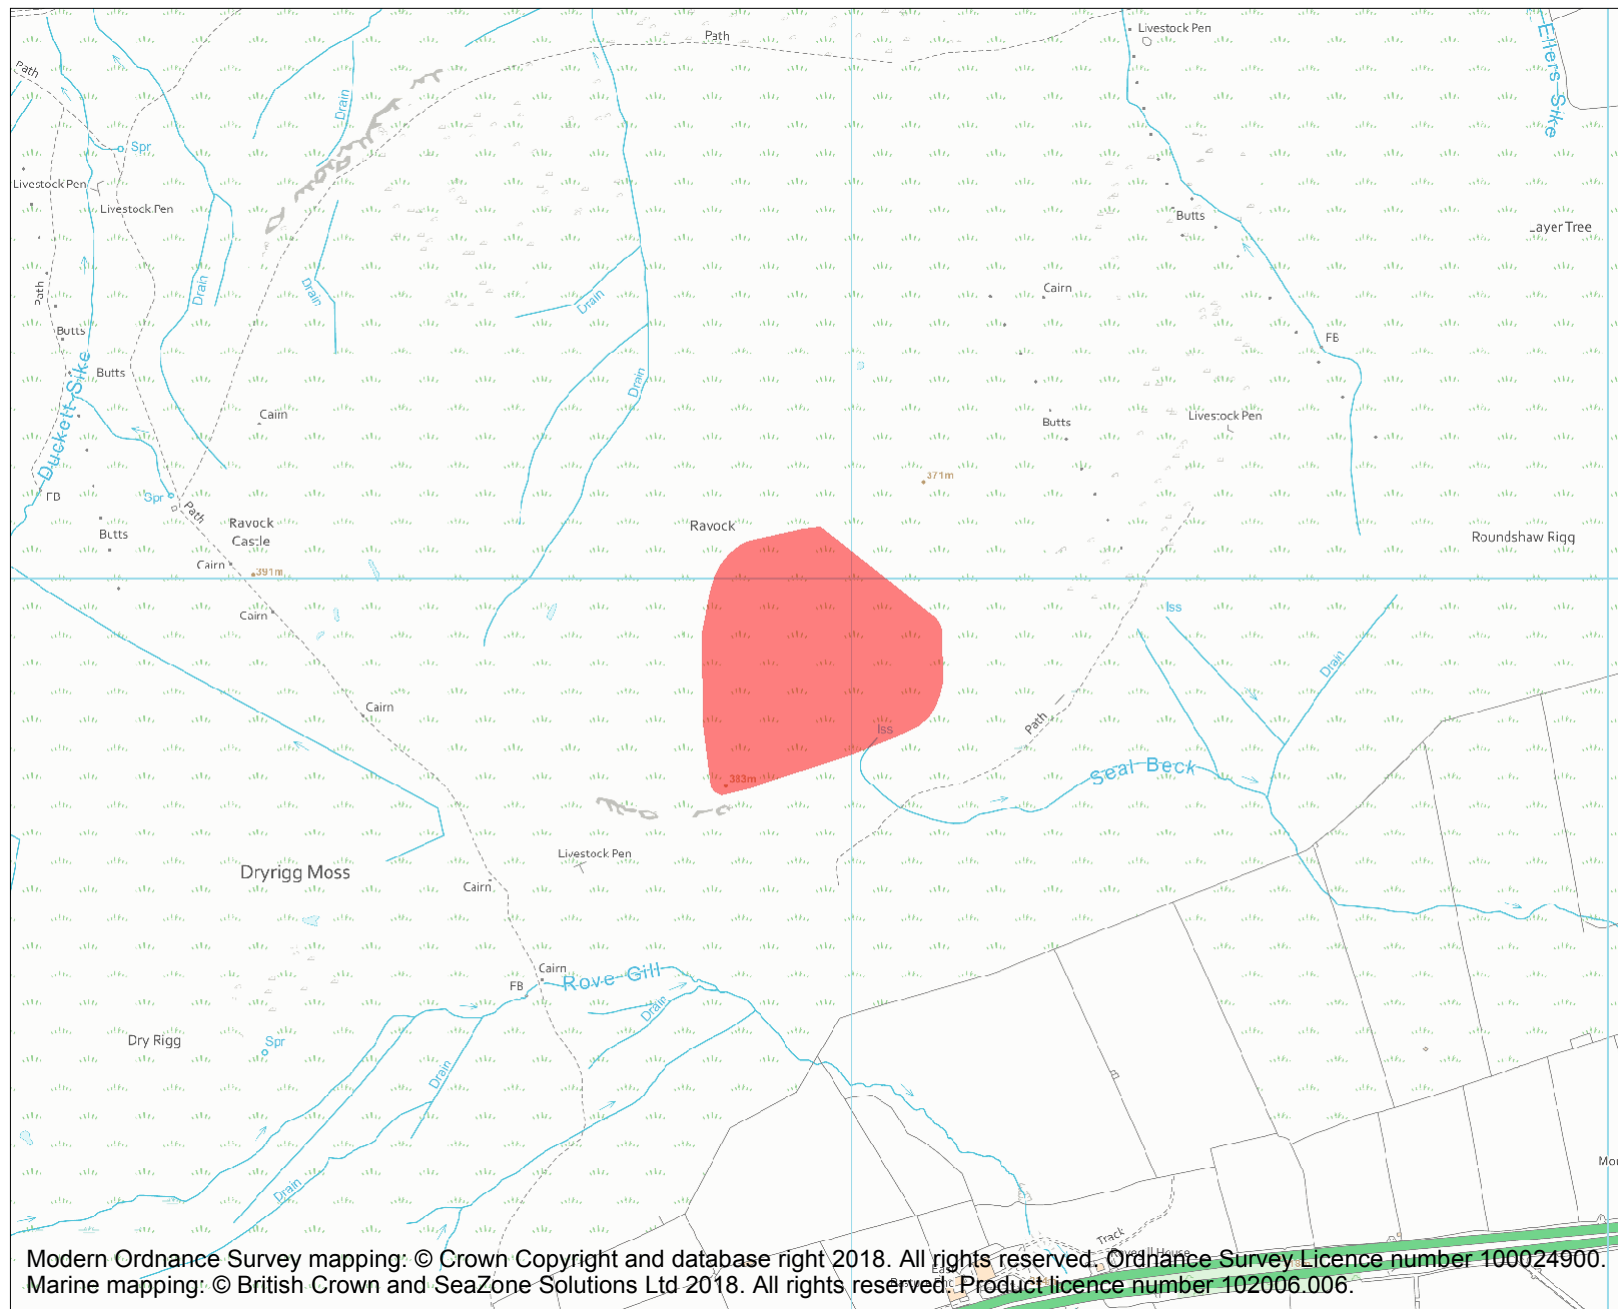 Path
Livestock Pen
Ellers Sike
Path
Drain
Spr
Livestock Pen
Livestock Pen
Butts
Layer Tree
Drain
Drain
Path
Drain
Cairn
Butts
FB
Butts
Drain
Duckett Sike
Cairn
Butts
Livestock Pen
371m
Spr
FB
Path
Ravock
Castle
Ravock
Butts
Roundshaw Rigg
Cairn
391m
Cairn
Iss
Drain
Cairn
Path
Iss
Seal Beck
383m
Livestock Pen
Dryrigg Moss
Cairn
Cairn
FB
Rove Gill
Drain
Dry Rigg
Spr
Drain
Drain
Track
Modern Ordnance Survey mapping: © Crown Copyright and database right 2018. All rights reserved. Ordnance Survey Licence number 100024900.
Marine mapping: © British Crown and SeaZone Solutions Ltd 2018. All rights reserved. Product licence number 102006.006.